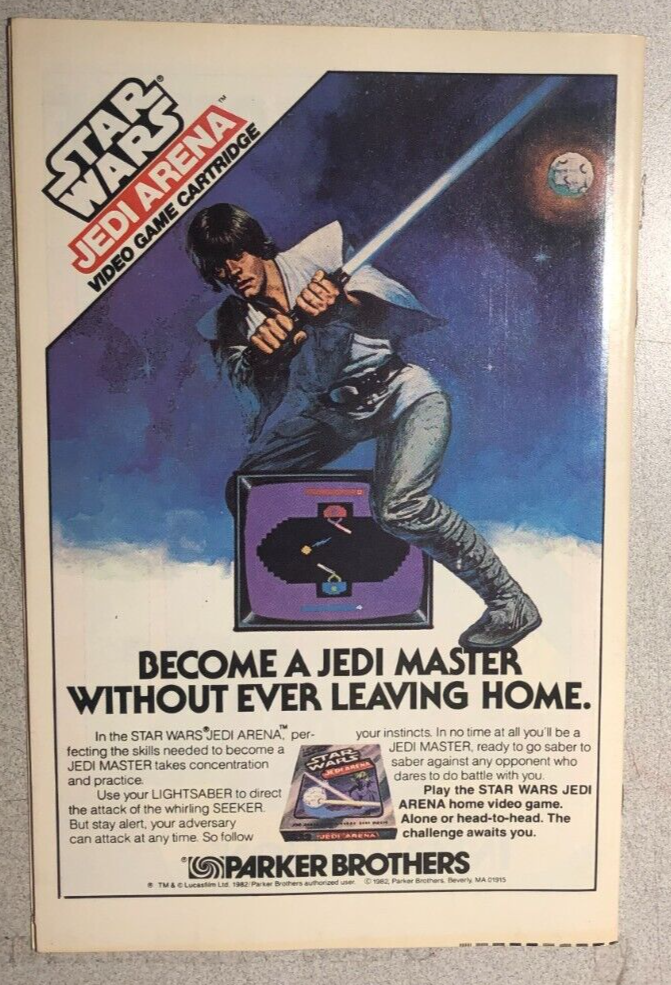 STAR WARS®
JEDI ARENA™
VIDEO GAME CARTRIDGE
BECOME A JEDI MASTER
WITHOUT EVER LEAVING HOME.
In the STAR WARS® JEDI ARENA,™ per-
fecting the skills needed to become a
JEDI MASTER takes concentration
and practice.
Use your LIGHTSABER to direct
the attack of the whirling SEEKER.
But stay alert, your adversary
can attack at any time. So follow
your instincts. In no time at all you'll be a
JEDI MASTER, ready to go saber to
saber against any opponent who
dares to do battle with you.
Play the STAR WARS JEDI
ARENA home video game.
Alone or head-to-head. The
challenge awaits you.
STAR
WARS
JEDI ARENA
JEDI ARENA
PARKER BROTHERS
® TM & © Lucasfilm Ltd. 1982/Parker Brothers authorized user. © 1982, Parker Brothers, Beverly, MA 01915